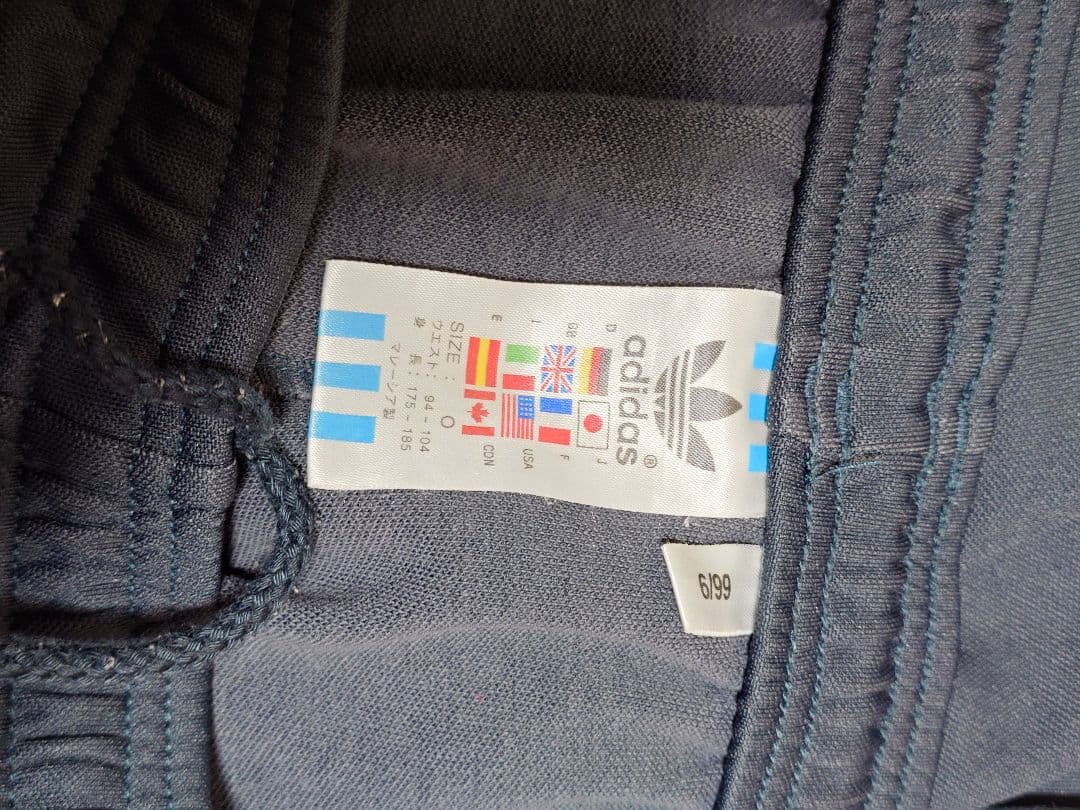 adidas®
D J
GB F
I USA
E CDN
SIZE: O
ウエスト: 94-104
身　長: 175-185
マレーシア製
6/99